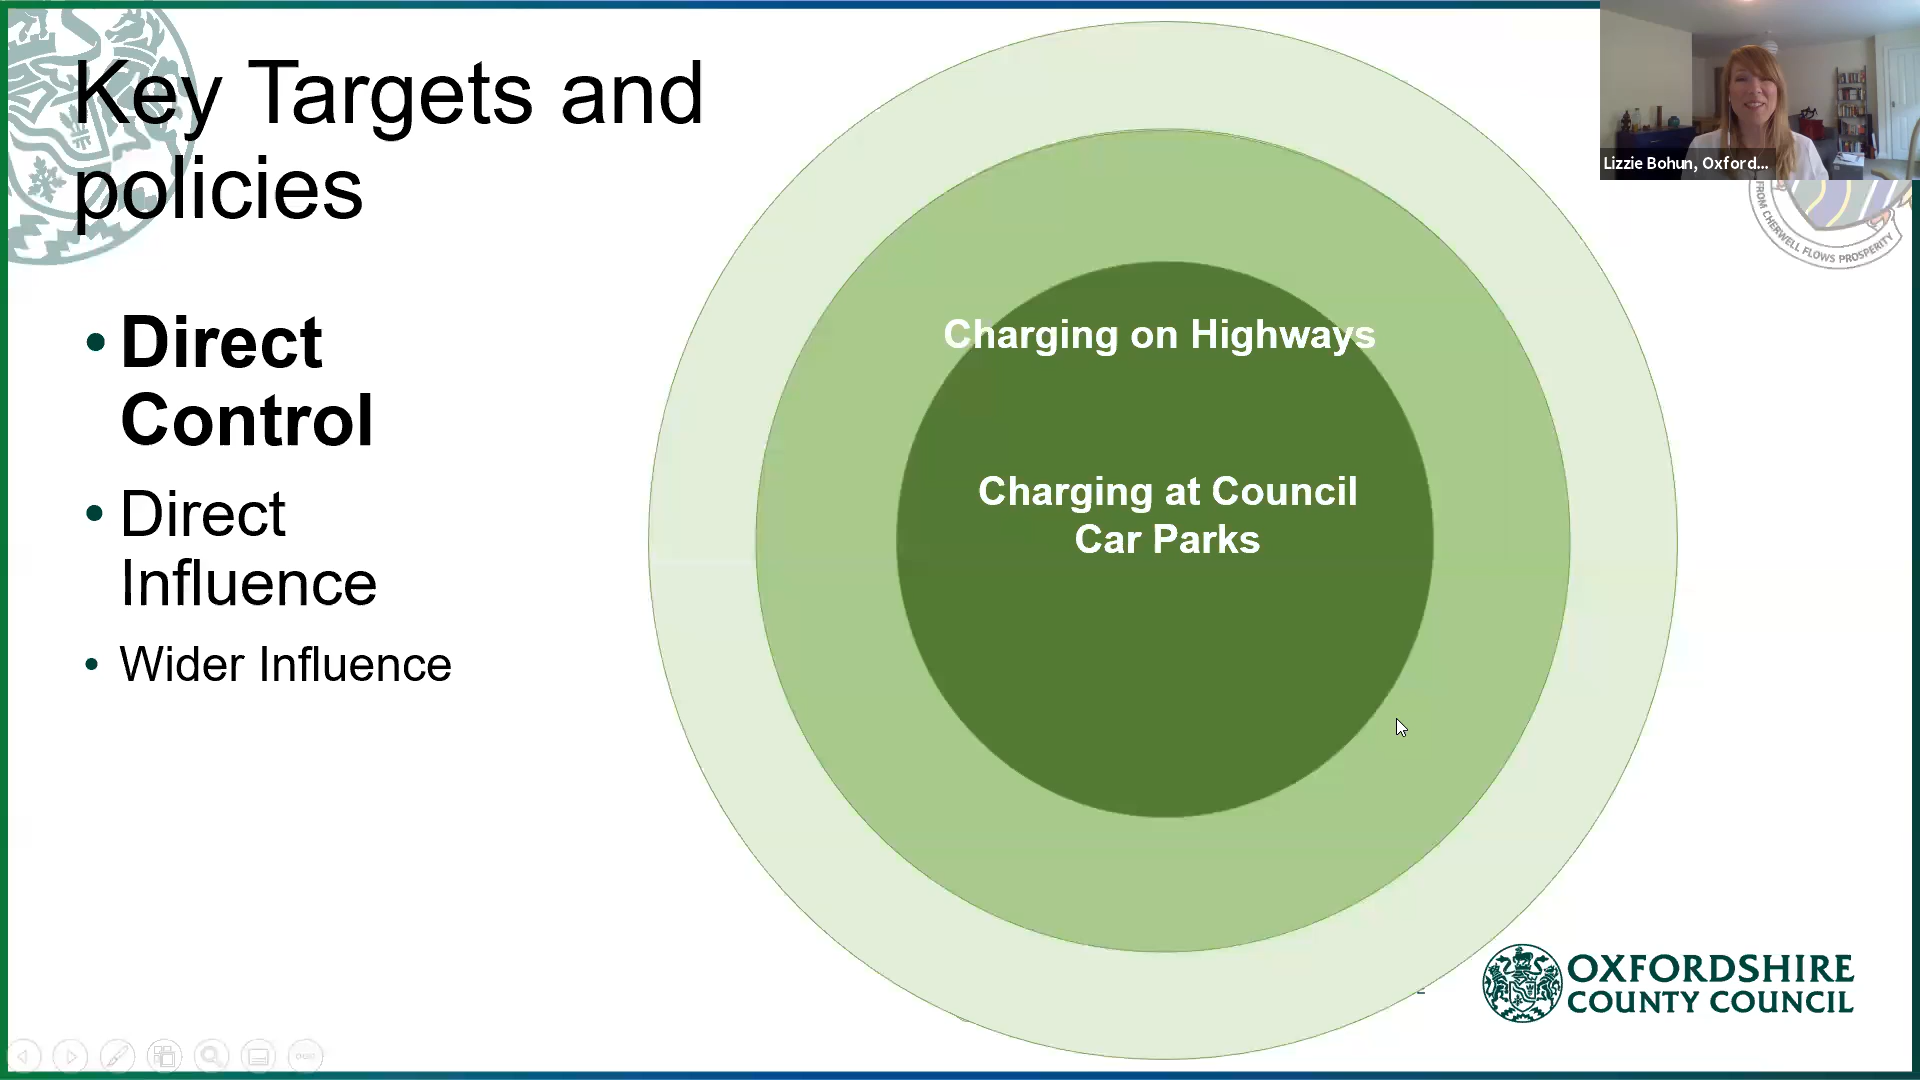 Key Targets and
policies
• Direct
Control
• Direct
Influence
• Wider Influence
Charging on Highways
Charging at Council
Car Parks
Lizzie Bohun, Oxford...
FROM CHERWELL FLOWS PROSPERITY
OXFORDSHIRE
COUNTY COUNCIL